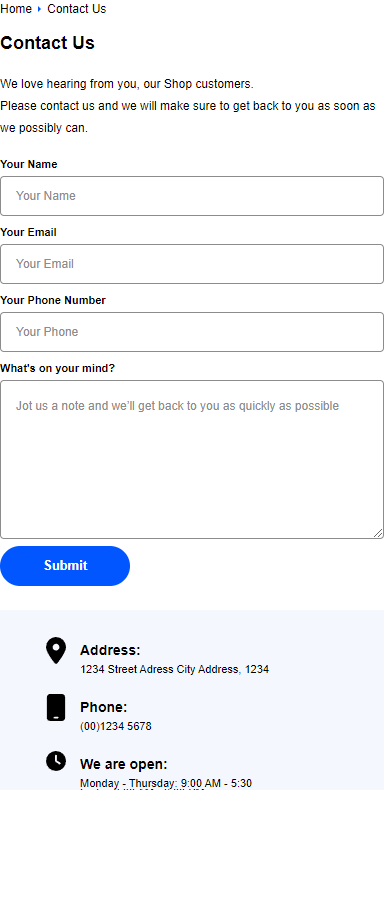 Home Contact Us
Contact Us
We love hearing from you, our Shop customers.
Please contact us and we will make sure to get back to you as soon as
we possibly can.
Your Name
Your Name
Your Email
Your Email
Your Phone Number
Your Phone
What's on your mind?
Jot us a note and we’ll get back to you as quickly as possible
Submit
Address:
1234 Street Adress City Address, 1234
Phone:
(00)1234 5678
We are open:
Monday - Thursday: 9:00 AM - 5:30